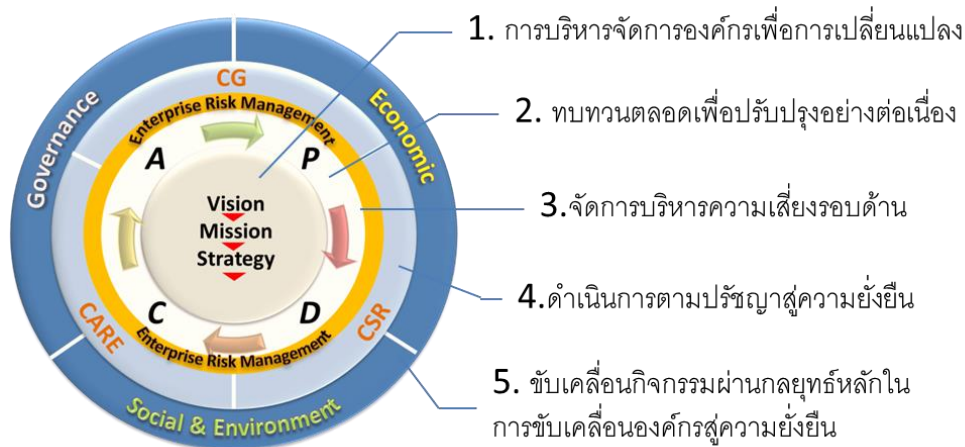 Governance
Economic
Social & Environment
CG
CARE
CSR
Enterprise Risk Management
A
P
Vision
Mission
Strategy
C
D
Enterprise Risk Management
1. การบริหารจัดการองค์กรเพื่อการเปลี่ยนแปลง
2. ทบทวนตลอดเพื่อปรับปรุงอย่างต่อเนื่อง
3.จัดการบริหารความเสี่ยงรอบด้าน
4.ดำเนินการตามปรัชญาสู่ความยั่งยืน
5. ขับเคลื่อนกิจกรรมผ่านกลยุทธ์หลักใน
การขับเคลื่อนองค์กรสู่ความยั่งยืน